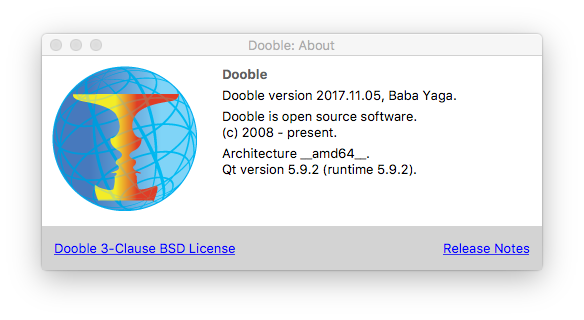 Dooble: About
Dooble
Dooble version 2017.11.05, Baba Yaga.
Dooble is open source software.
(c) 2008 - present.
Architecture __amd64__.
Qt version 5.9.2 (runtime 5.9.2).
Dooble 3-Clause BSD License
Release Notes